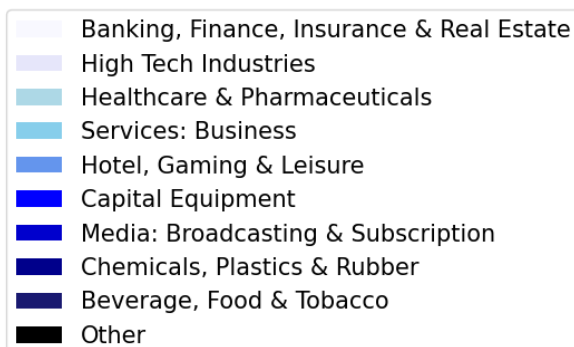 Banking, Finance, Insurance & Real Estate
High Tech Industries
Healthcare & Pharmaceuticals
Services: Business
Hotel, Gaming & Leisure
Capital Equipment
Media: Broadcasting & Subscription
Chemicals, Plastics & Rubber
Beverage, Food & Tobacco
Other